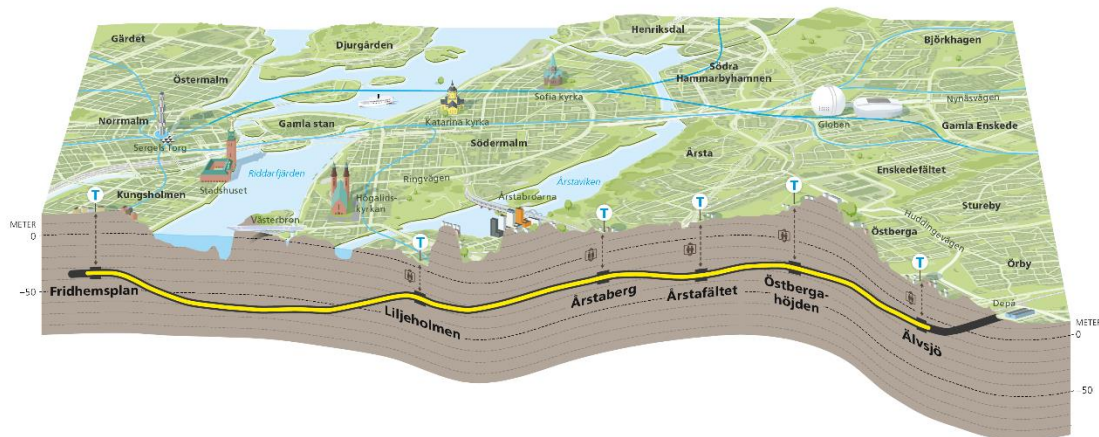 Gärdet
Djurgården
Henriksdal
Björkhagen
Östermalm
Södra
Hammarbyhamnen
Sofia kyrka
Norrmalm
Gamla stan
Katarina kyrka
Globen
Nynäsvägen
Gamla Enskede
Sergels Torg
Södermalm
Årsta
Enskedefältet
Riddarfjärden
Ringvägen
Årstaviken
Kungsholmen
Stadshuset
Högalids-
kyrkan
Årstabroarna
Stureby
Västerbron
Östberga
Huddingevägen
Örby
T
T
T
T
T
T
METER
0
-50
Fridhemsplan
Liljeholmen
Årstaberg
Årstafältet
Östberga-
höjden
Älvsjö
Depå
METER
0
50